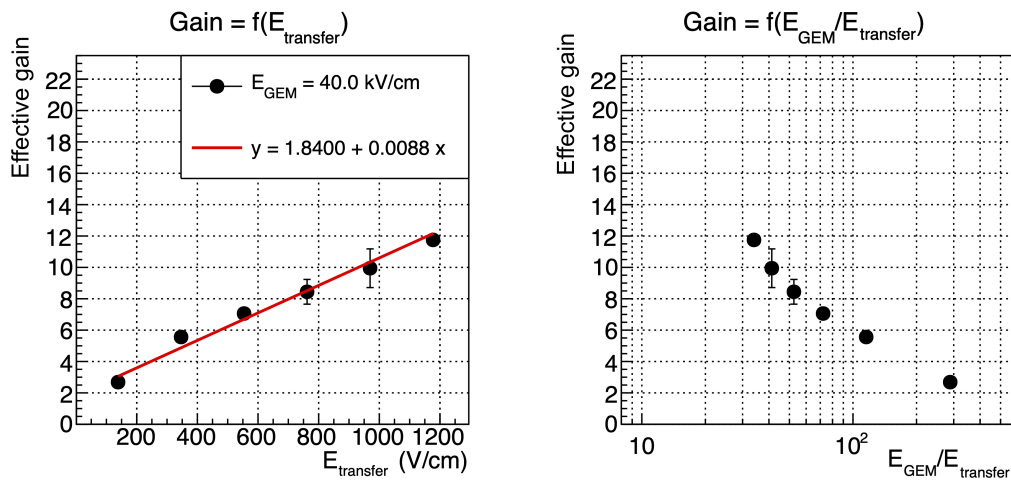 Gain = f(E_transfer)
Effective gain
22
20
18
16
14
12
10
8
6
4
2
0
E_GEM = 40.0 kV/cm
y = 1.8400 + 0.0088 x
200 400 600 800 1000 1200
E_transfer (V/cm)
Gain = f(E_GEM/E_transfer)
Effective gain
22
20
18
16
14
12
10
8
6
4
2
0
10 10²
E_GEM/E_transfer